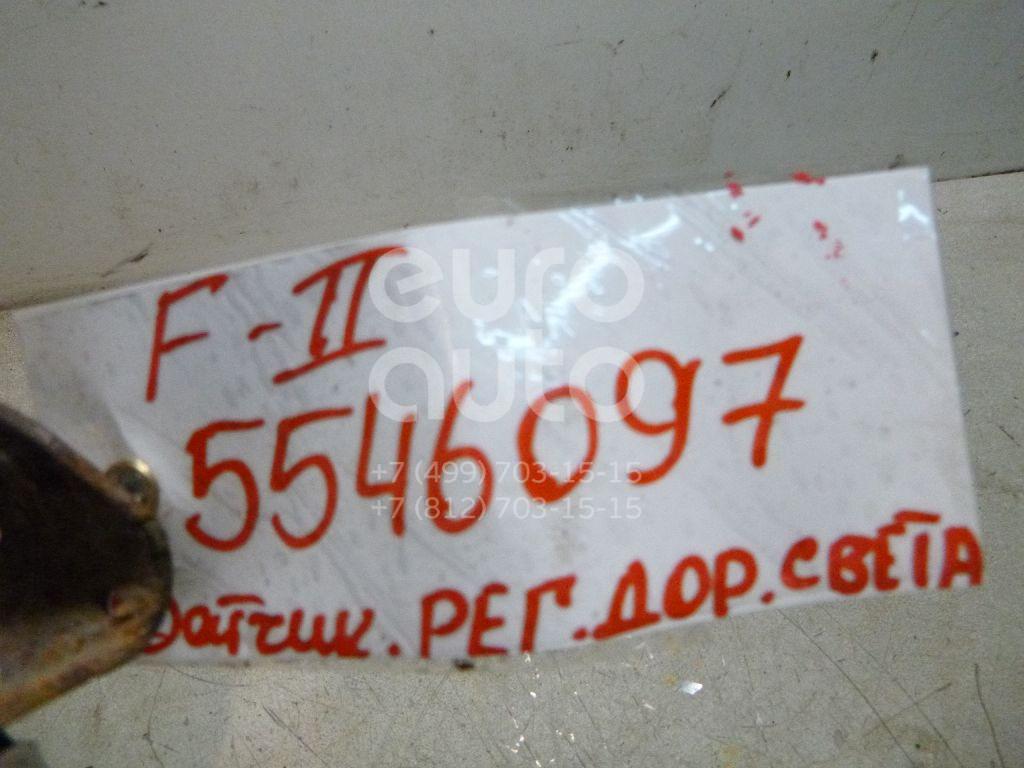 F-II
euro
auto
5546097
+7 (499) 703-15-15
+7 (812) 703-15-15
Датчик. РЕГ. ДОР. СВЕТА